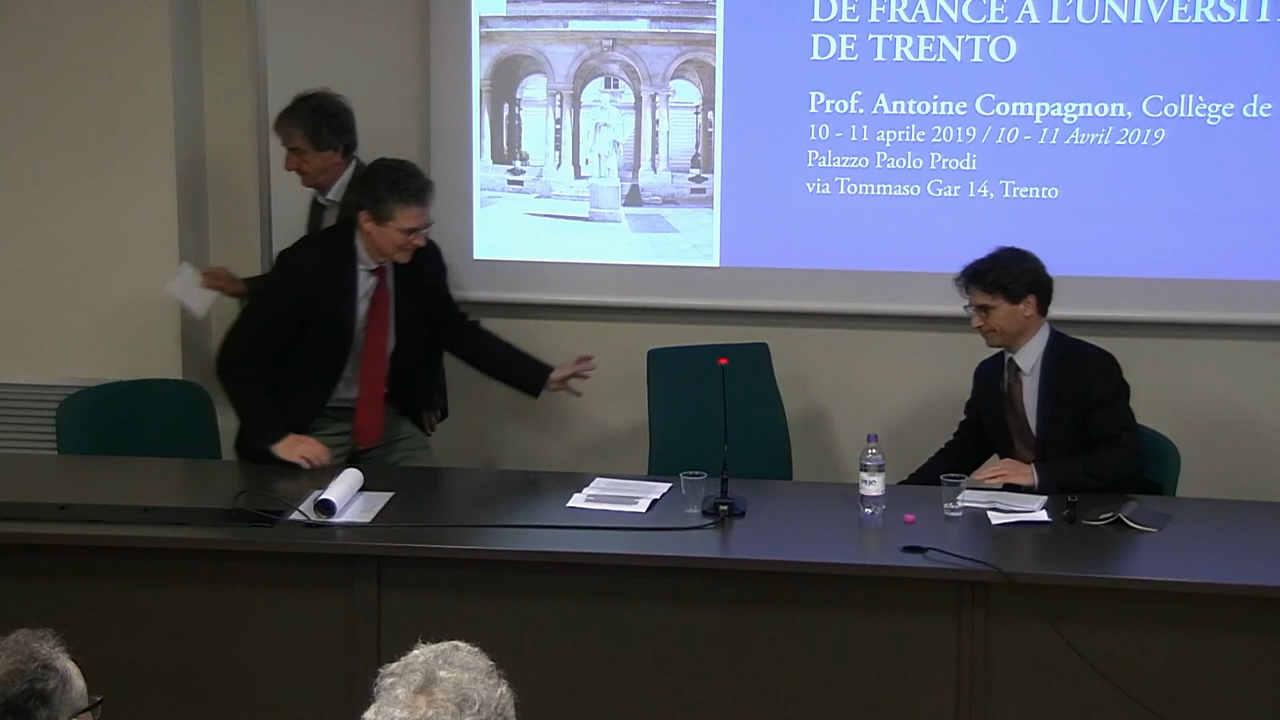 DE FRANCE À L'UNIVERSIT
DE TRENTO
Prof. Antoine Compagnon, Collège de
10 - 11 aprile 2019 / 10 - 11 Avril 2019
Palazzo Paolo Prodi
via Tommaso Gar 14, Trento